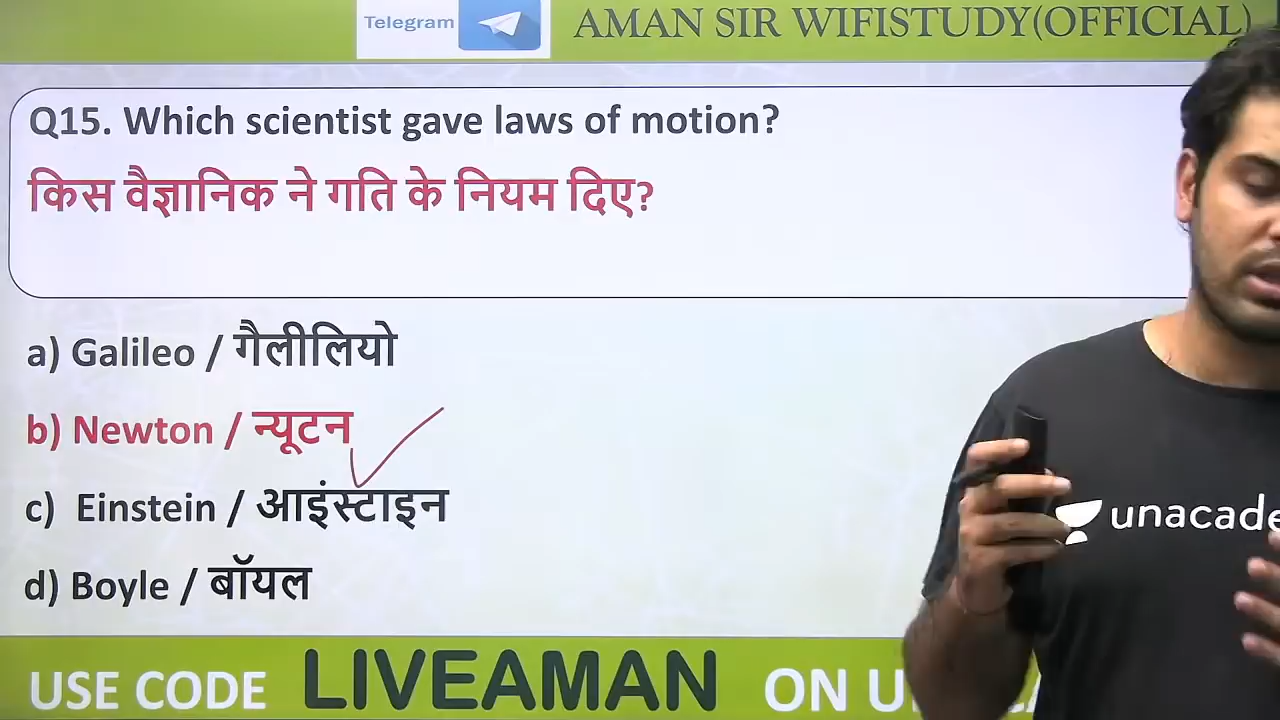 Telegram
AMAN SIR WIFISTUDY(OFFICIAL)
Q15. Which scientist gave laws of motion?
किस वैज्ञानिक ने गति के नियम दिए?
a) Galileo / गैलीलियो
b) Newton / न्यूटन
c) Einstein / आइंस्टाइन
d) Boyle / बॉयल
unacade
USE CODE LIVEAMAN ON